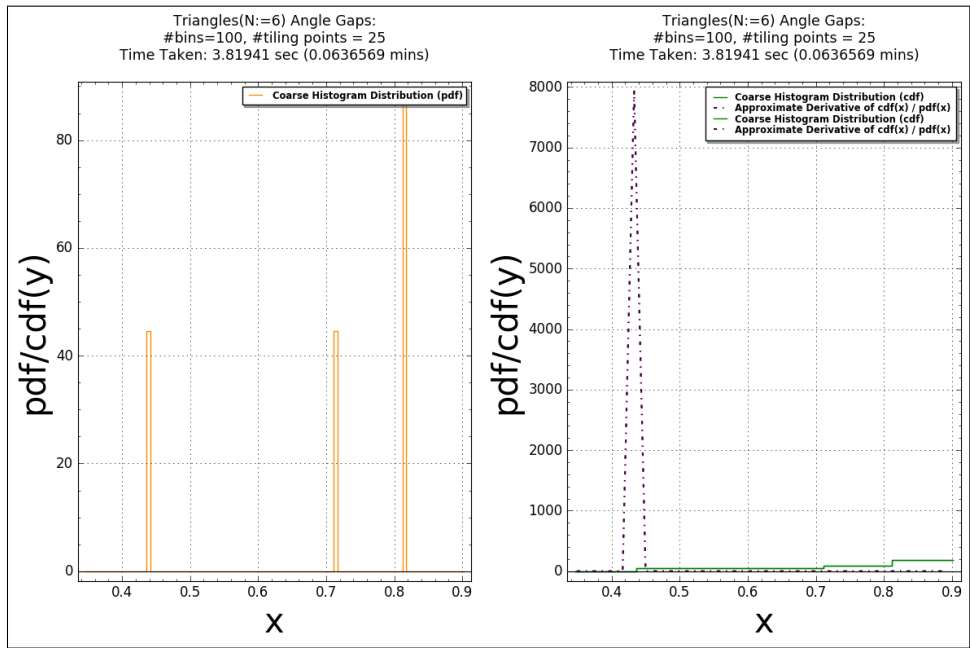 Triangles(N:=6) Angle Gaps:
#bins=100, #tiling points = 25
Time Taken: 3.81941 sec (0.0636569 mins)
Coarse Histogram Distribution (pdf)
80
60
40
20
0
0.4 0.5 0.6 0.7 0.8 0.9
pdf/cdf(y)
x
Triangles(N:=6) Angle Gaps:
#bins=100, #tiling points = 25
Time Taken: 3.81941 sec (0.0636569 mins)
Coarse Histogram Distribution (cdf)
Approximate Derivative of cdf(x) / pdf(x)
Coarse Histogram Distribution (cdf)
Approximate Derivative of cdf(x) / pdf(x)
8000
7000
6000
5000
4000
3000
2000
1000
0
0.4 0.5 0.6 0.7 0.8 0.9
pdf/cdf(y)
x